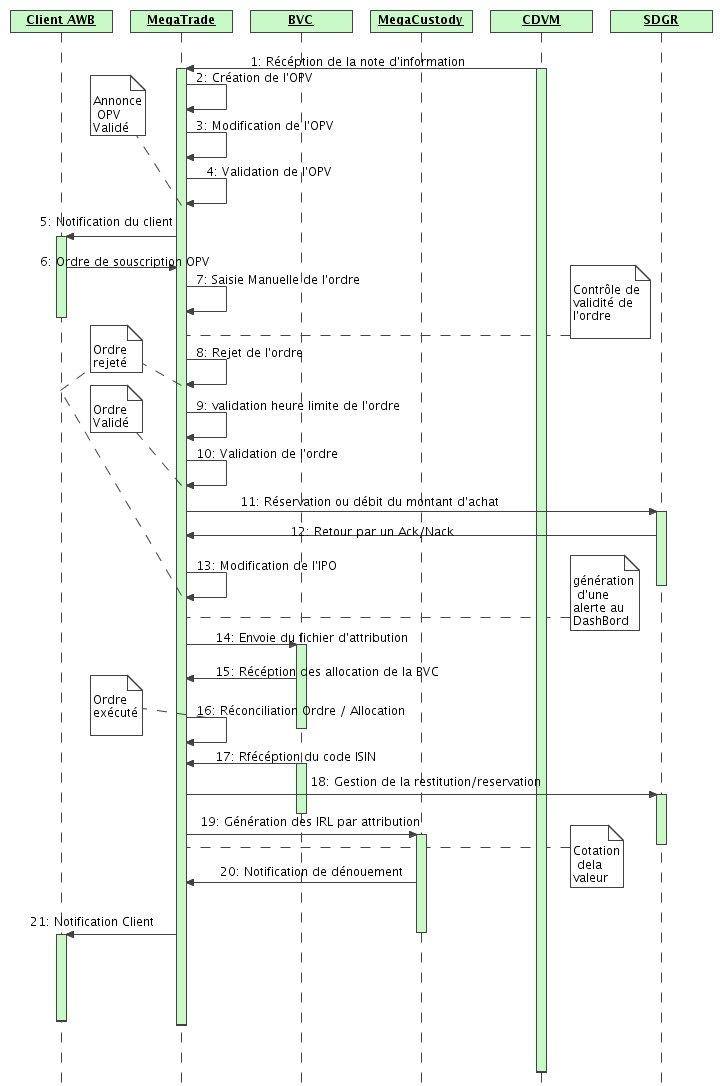 Client AWB
MegaTrade
BVC
MegaCustody
CDVM
SDGR
1: Récéption de la note d'information
2: Création de l'OPV
Annonce
OPV
Validé
3: Modification de l'OPV
4: Validation de l'OPV
5: Notification du client
6: Ordre de souscription OPV
7: Saisie Manuelle de l'ordre
Contrôle de
validité de
l'ordre
8: Rejet de l'ordre
Ordre
rejeté
9: validation heure limite de l'ordre
Ordre
Validé
10: Validation de l'ordre
11: Réservation ou débit du montant d'achat
12: Retour par un Ack/Nack
13: Modification de l'IPO
génération
d'une
alerte au
DashBord
14: Envoie du fichier d'attribution
15: Récéption des allocation de la BVC
Ordre
exécuté
16: Réconciliation Ordre / Allocation
17: Rfécéption du code ISIN
18: Gestion de la restitution/reservation
19: Génération des IRL par attribution
Cotation
dela
valeur
20: Notification de dénouement
21: Notification Client